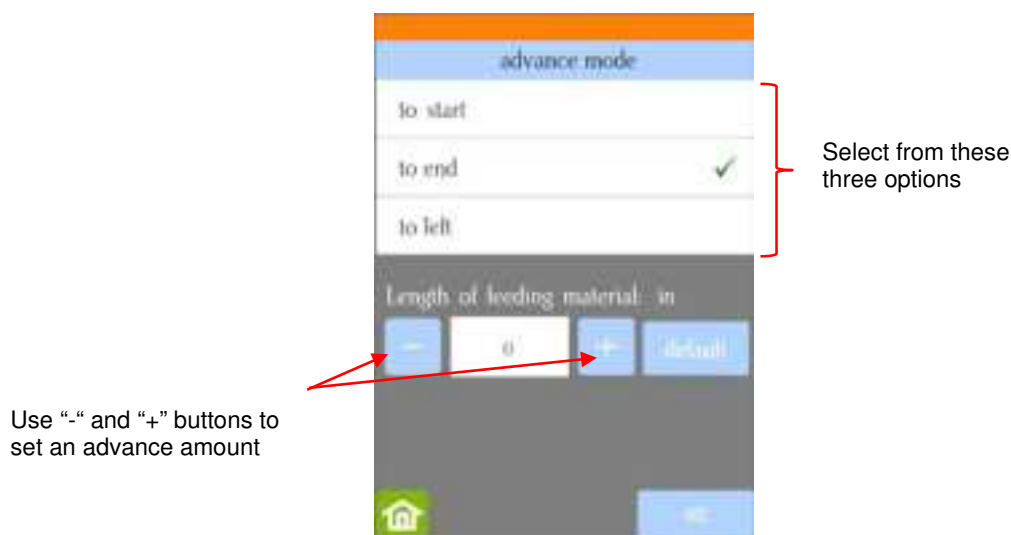 advance mode
to start
to end
to left
Select from these
three options
Length of feeding material: in
- 0 + default
Use “-“ and “+” buttons to
set an advance amount